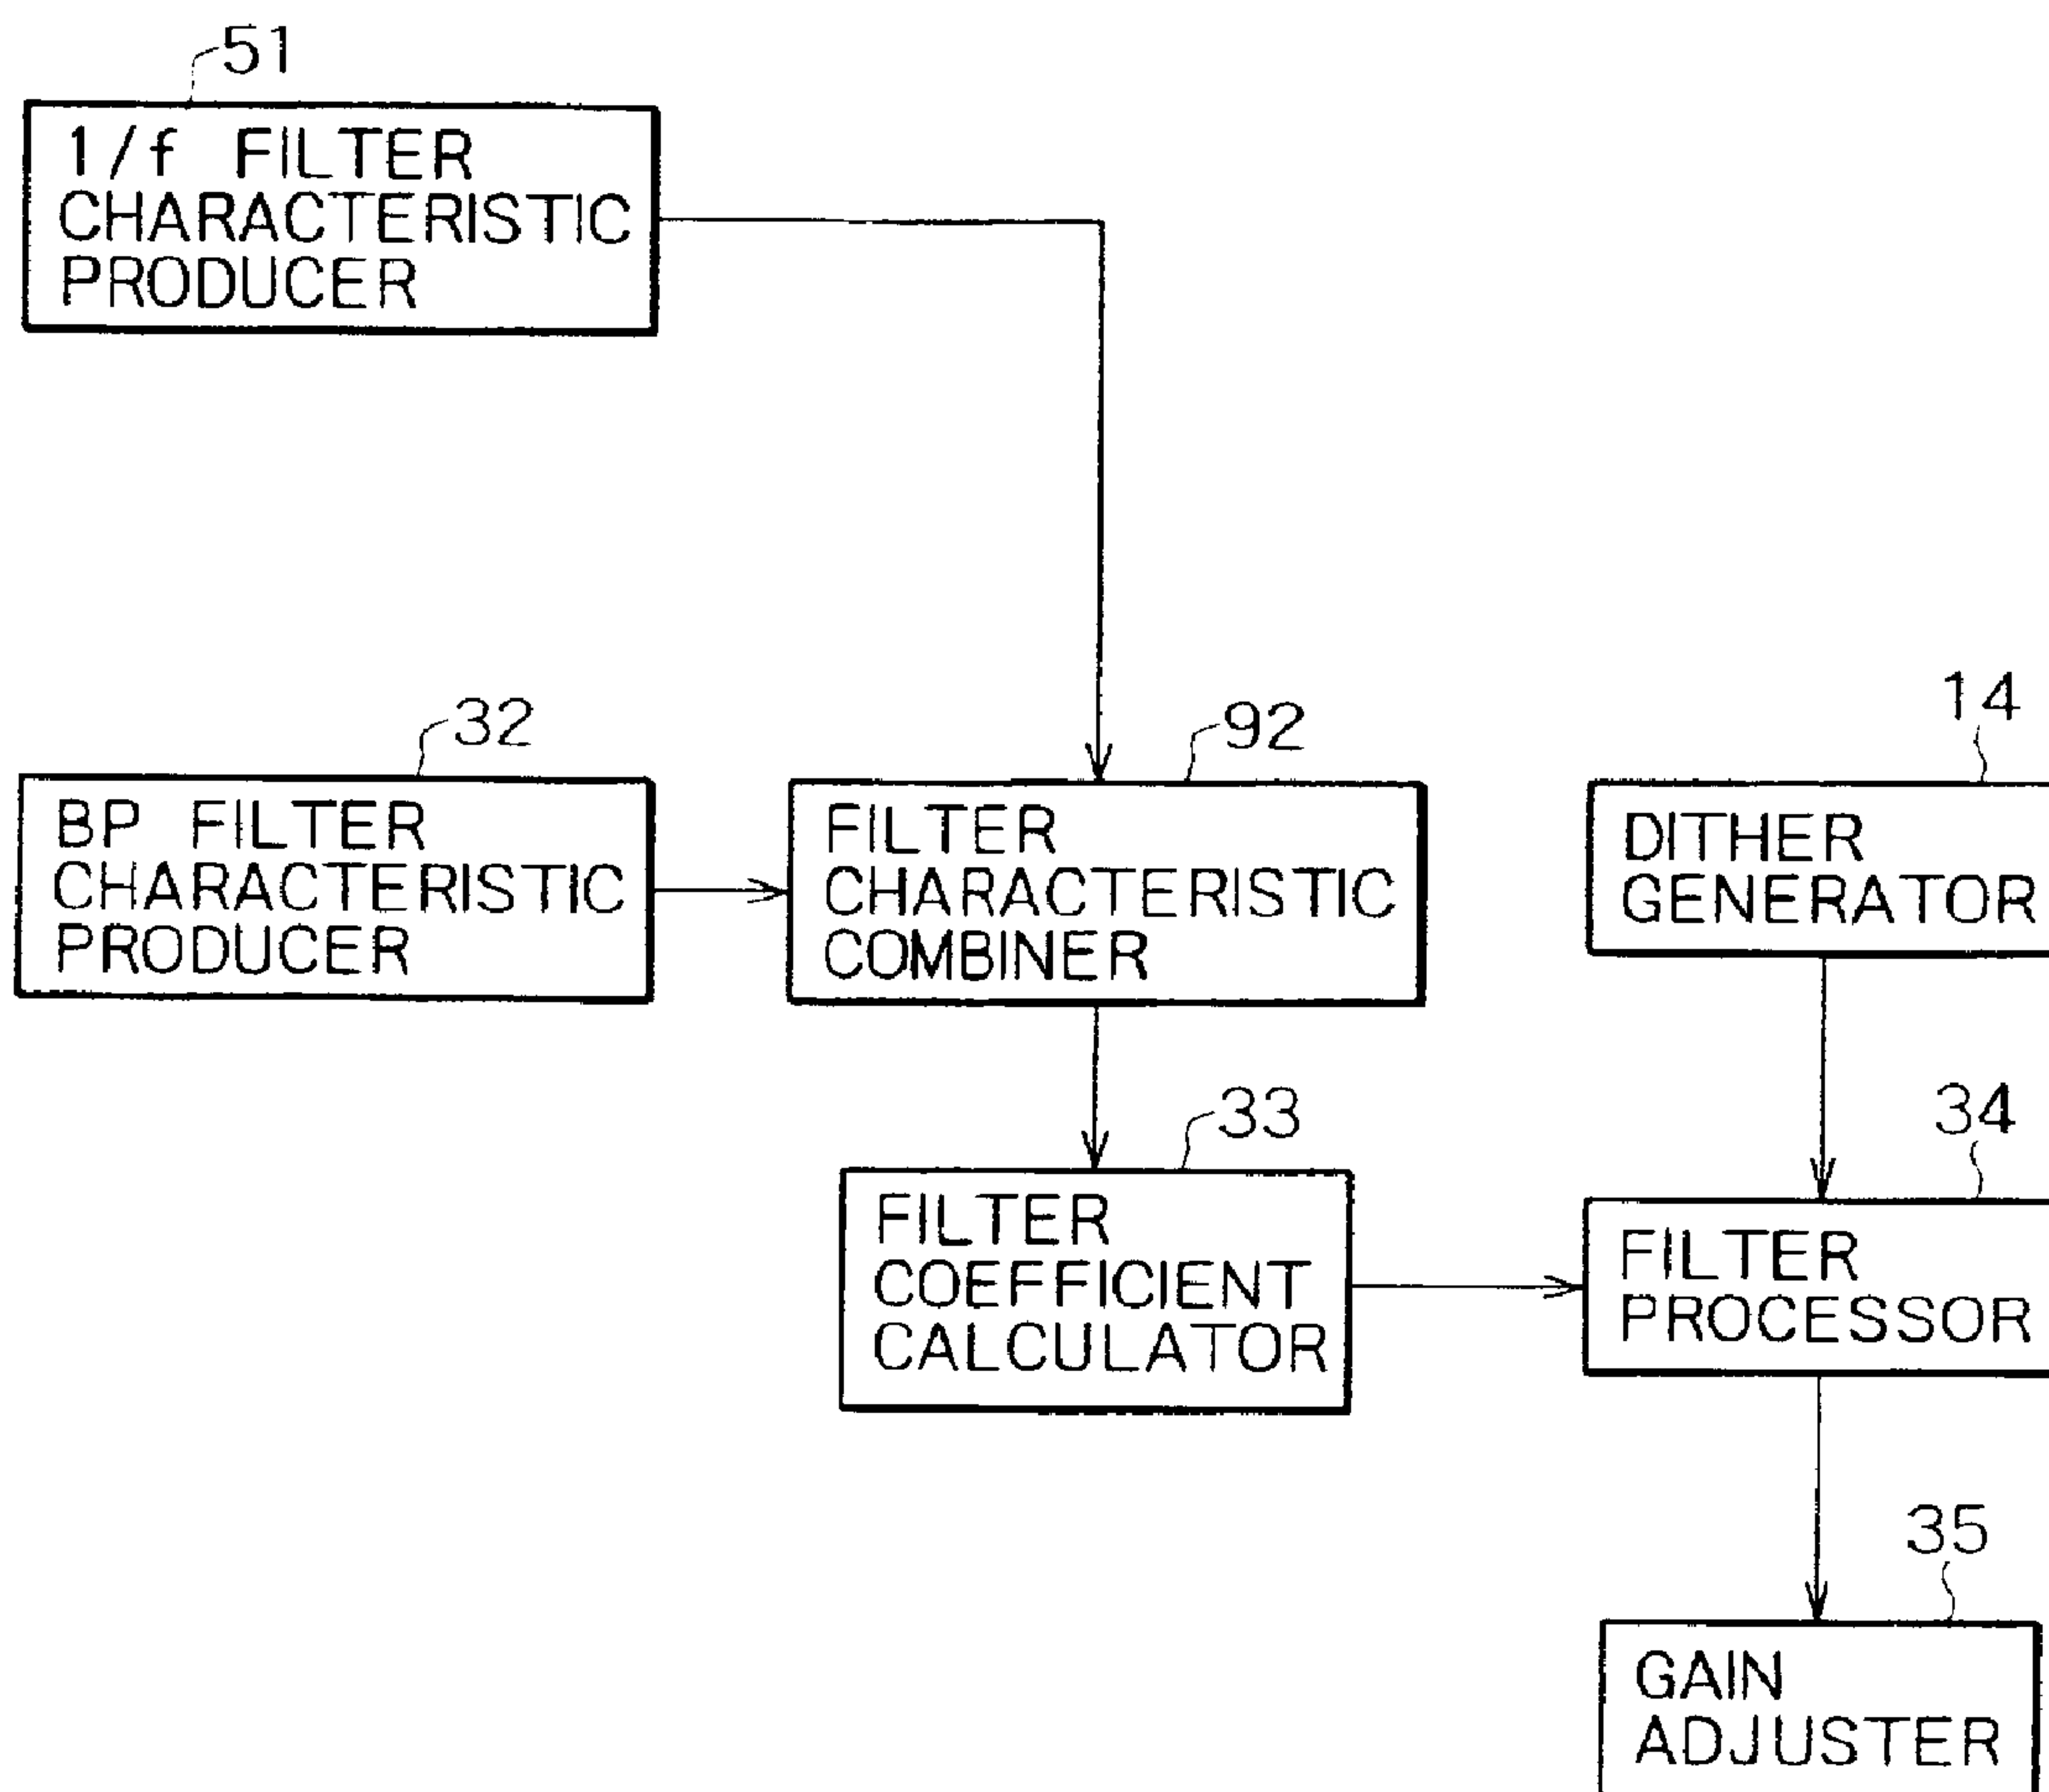 51
1/f FILTER
CHARACTERISTIC
PRODUCER
32
BP FILTER
CHARACTERISTIC
PRODUCER
92
FILTER
CHARACTERISTIC
COMBINER
14
DITHER
GENERATOR
33
FILTER
COEFFICIENT
CALCULATOR
34
FILTER
PROCESSOR
35
GAIN
ADJUSTER